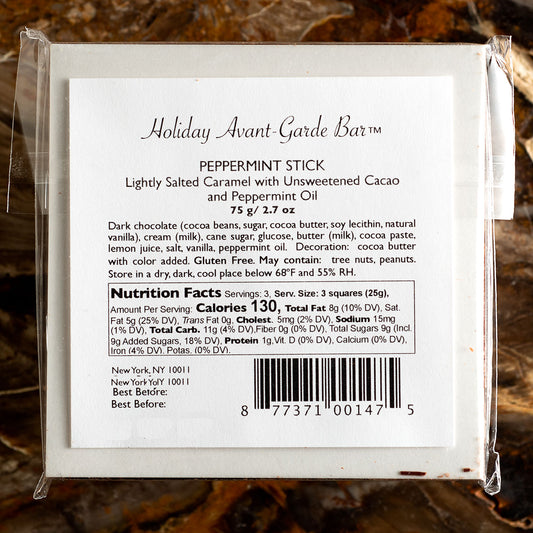 Holiday Avant-Garde Bar™
PEPPERMINT STICK
Lightly Salted Caramel with Unsweetened Cacao
and Peppermint Oil
75 g/ 2.7 oz
Dark chocolate (cocoa beans, sugar, cocoa butter, soy lecithin, natural
vanilla), cream (milk), cane sugar, glucose, butter (milk), cocoa paste,
lemon juice, salt, vanilla, peppermint oil. Decoration: cocoa butter
with color added. Gluten Free. May contain: tree nuts, peanuts.
Store in a dry, dark, cool place below 68°F and 55% RH.
Nutrition Facts Servings: 3, Serv. Size: 3 squares (25g),
Amount Per Serving: Calories 130, Total Fat 8g (10% DV), Sat.
Fat 5g (25% DV), Trans Fat 0g, Cholest. 5mg (2% DV), Sodium 15mg
(1% DV), Total Carb. 11g (4% DV),Fiber 0g (0% DV), Total Sugars 9g (Incl.
9g Added Sugars, 18% DV), Protein 1g,Vit. D (0% DV), Calcium (0% DV),
Iron (4% DV). Potas. (0% DV).
New York, NY 10011
New York 10011
Best Before:
Best Before:
8 77371 00147 5